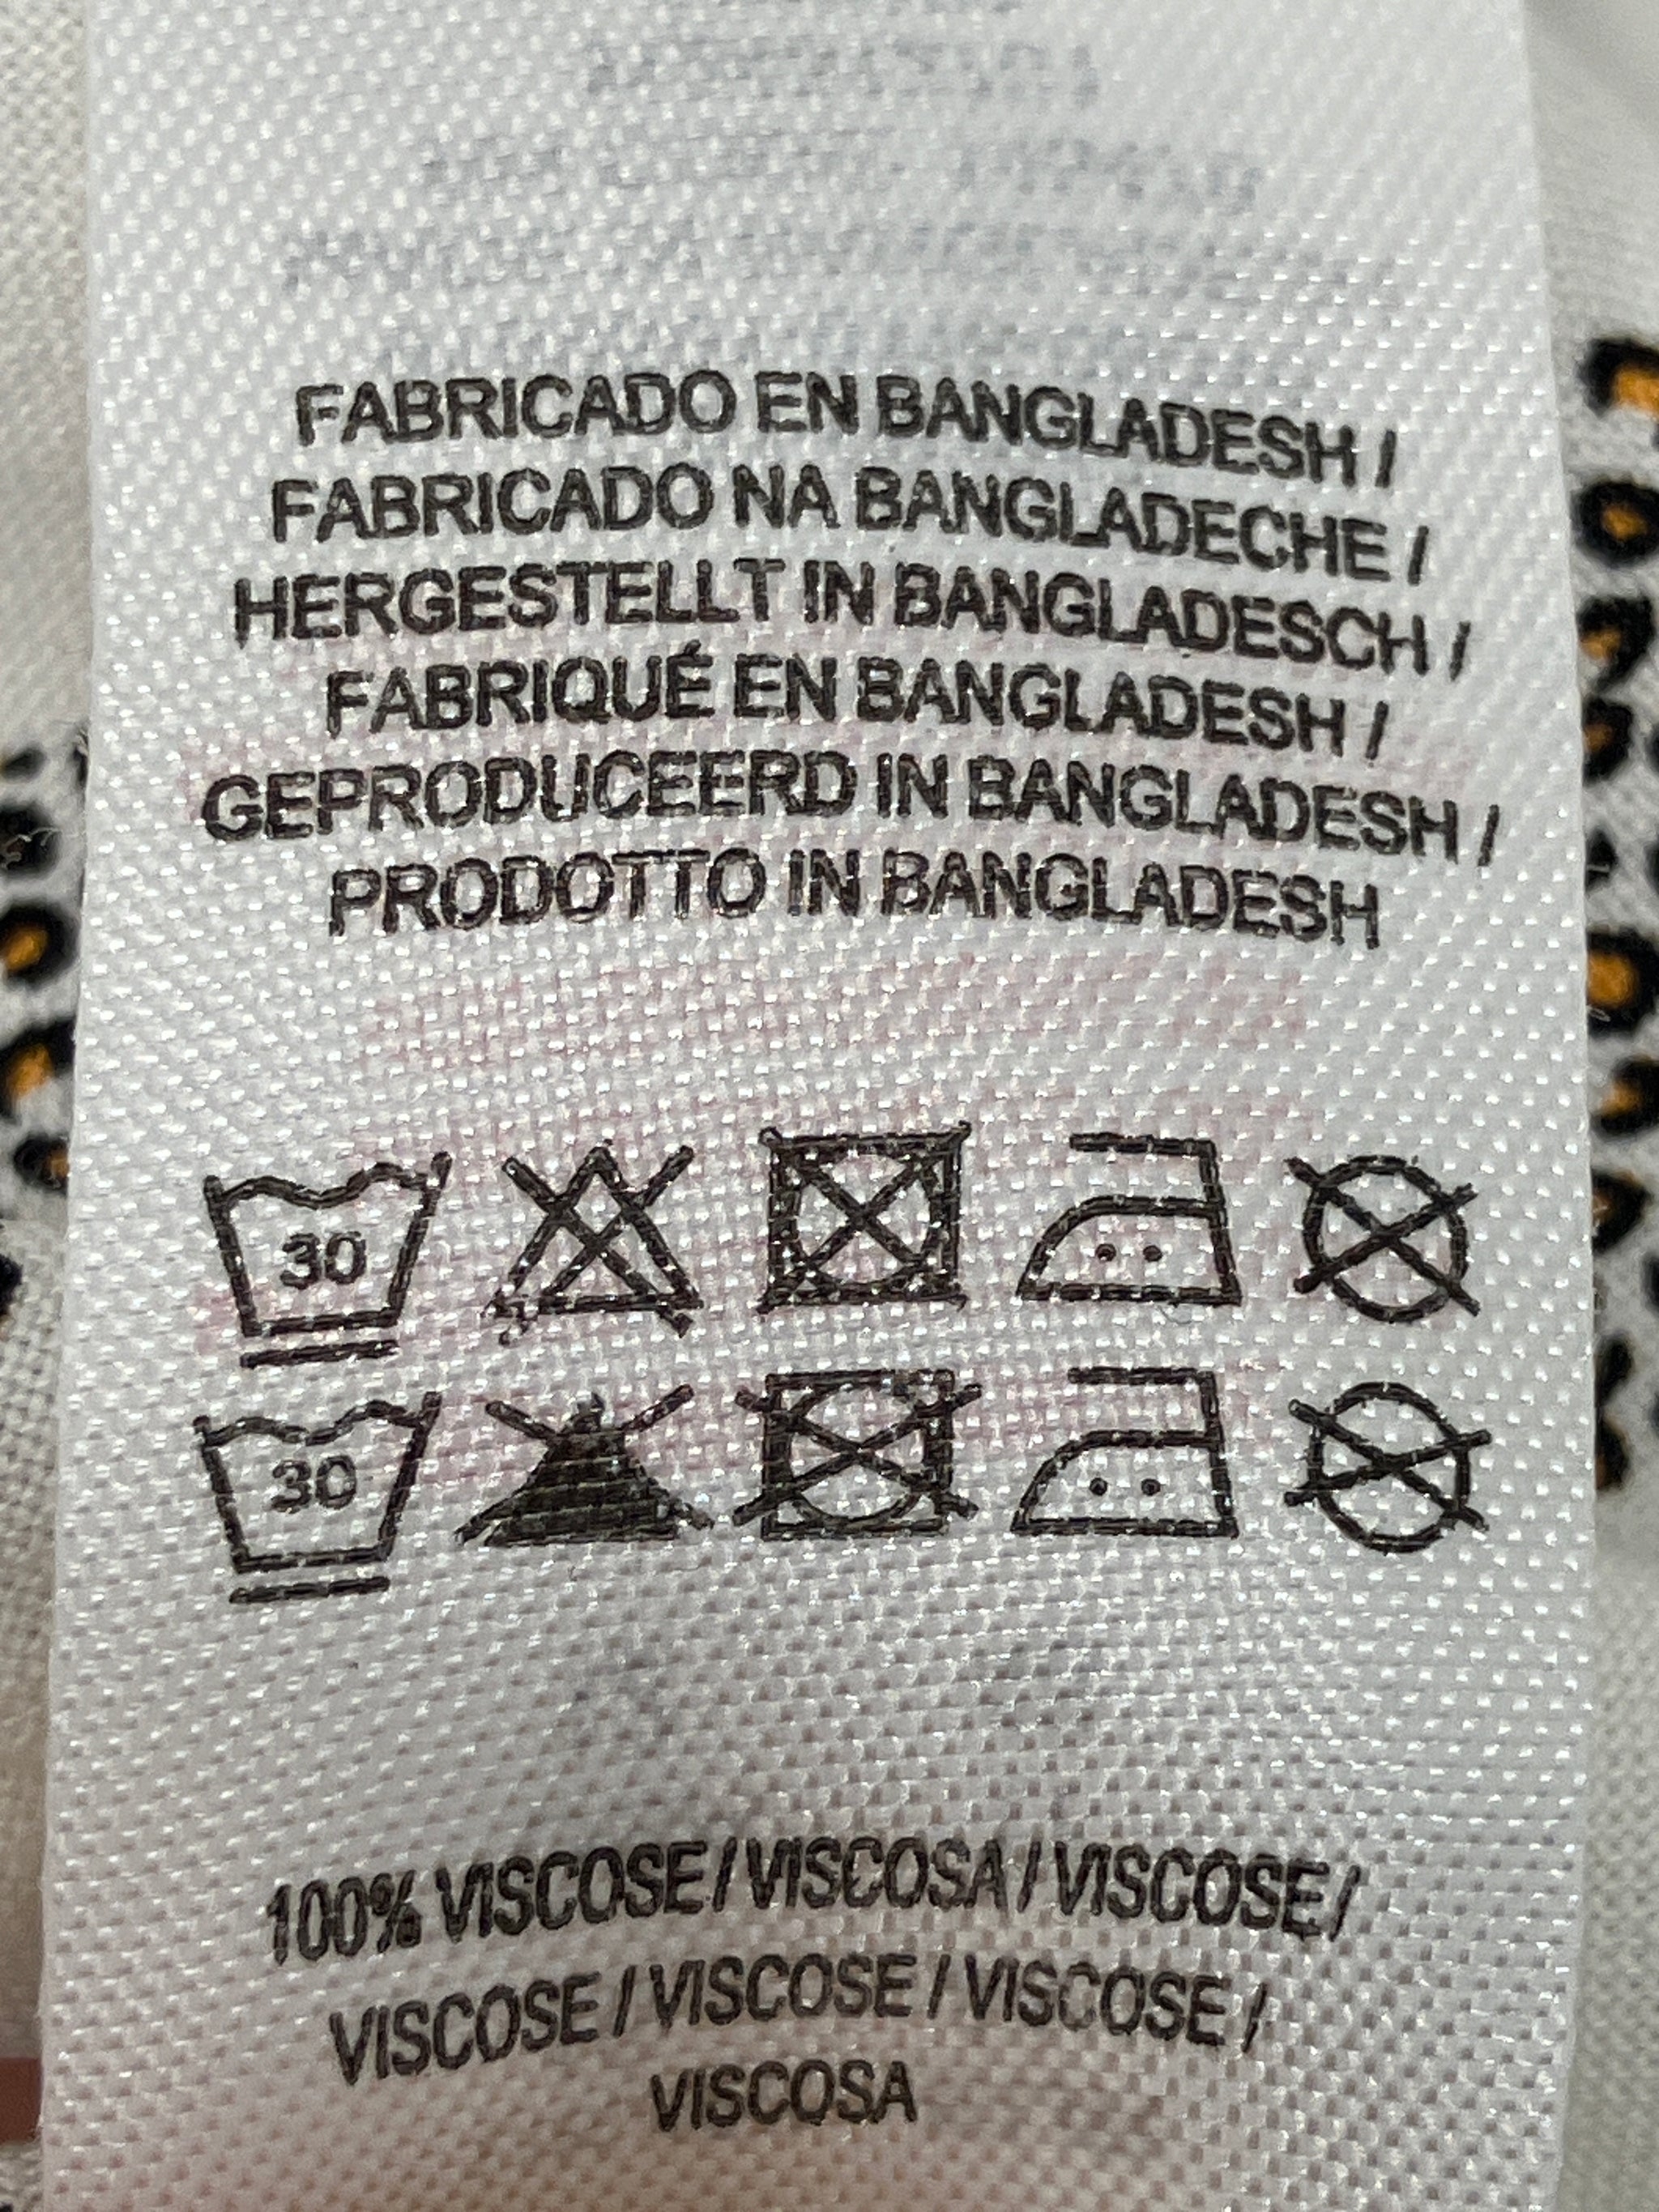 FABRICADO EN BANGLADESH /
FABRICADO NA BANGLADECHE /
HERGESTELLT IN BANGLADESCH /
FABRIQUÉ EN BANGLADESH /
GEPRODUCEERD IN BANGLADESH /
PRODOTTO IN BANGLADESH
30
30
100% VISCOSE / VISCOSA / VISCOSE /
VISCOSE / VISCOSE / VISCOSE /
VISCOSA